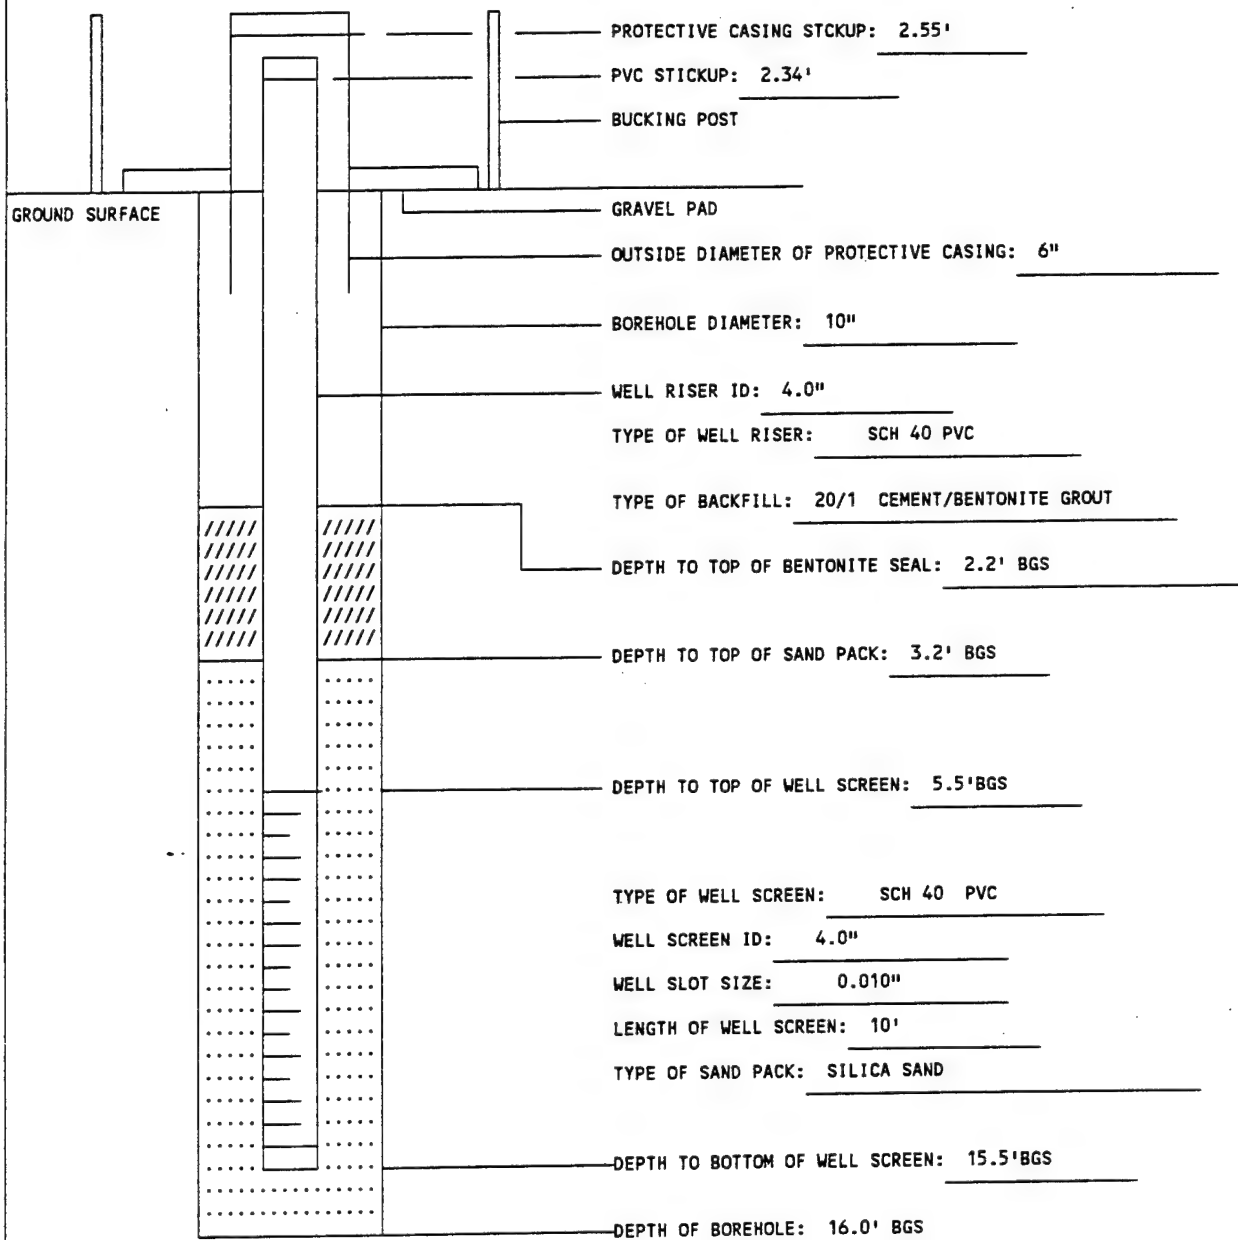 PROTECTIVE CASING STCKUP: 2.55'
PVC STICKUP: 2.34'
BUCKING POST
GROUND SURFACE
GRAVEL PAD
OUTSIDE DIAMETER OF PROTECTIVE CASING: 6"
BOREHOLE DIAMETER: 10"
WELL RISER ID: 4.0"
TYPE OF WELL RISER: SCH 40 PVC
TYPE OF BACKFILL: 20/1 CEMENT/BENTONITE GROUT
DEPTH TO TOP OF BENTONITE SEAL: 2.2' BGS
DEPTH TO TOP OF SAND PACK: 3.2' BGS
DEPTH TO TOP OF WELL SCREEN: 5.5'BGS
TYPE OF WELL SCREEN: SCH 40 PVC
WELL SCREEN ID: 4.0"
WELL SLOT SIZE: 0.010"
LENGTH OF WELL SCREEN: 10'
TYPE OF SAND PACK: SILICA SAND
DEPTH TO BOTTOM OF WELL SCREEN: 15.5'BGS
DEPTH OF BOREHOLE: 16.0' BGS